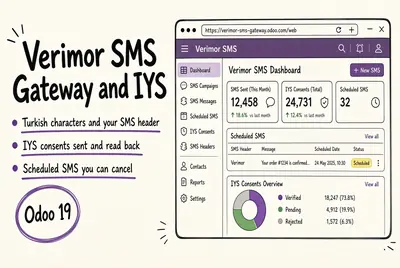 Verimor SMS
Gateway and IYS
Turkish characters and your SMS header
IYS consents sent and read back
Scheduled SMS you can cancel
Odoo 19
https://verimor-sms-gateway.odoo.com/web
Verimor SMS
Dashboard
SMS Campaigns
SMS Messages
Scheduled SMS
IYS Consents
SMS Headers
Contacts
Reports
Settings
Verimor SMS Dashboard
+ New SMS
SMS Sent (This Month)
12,458
↑ 18.6% vs last month
IYS Consents (Total)
24,731
↑ 12.4% vs last month
Scheduled SMS
32
Scheduled SMS
View all
SMS Header Message Scheduled Date Status
Verimor Your order #1234 is confirmed... 24 May 2025, 10:30 Scheduled
IYS Consents Overview
View all
Verified 18,247 (73.8%)
Pending 4,912 (19.9%)
Rejected 1,572 (6.3%)